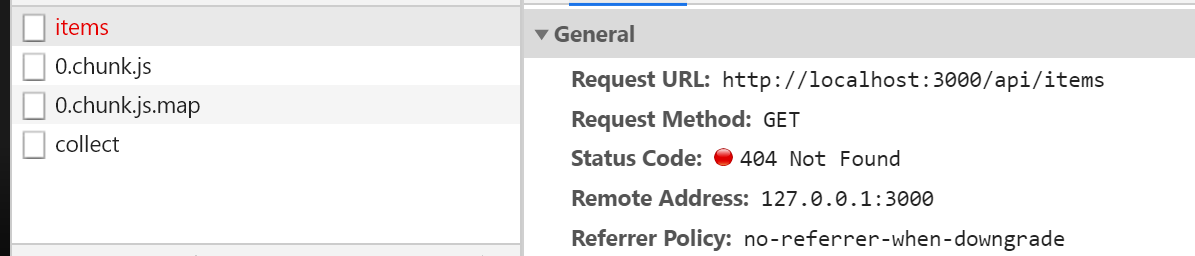 items
0.chunk.js
0.chunk.js.map
collect
General
Request URL: http://localhost:3000/api/items
Request Method: GET
Status Code: 404 Not Found
Remote Address: 127.0.0.1:3000
Referrer Policy: no-referrer-when-downgrade